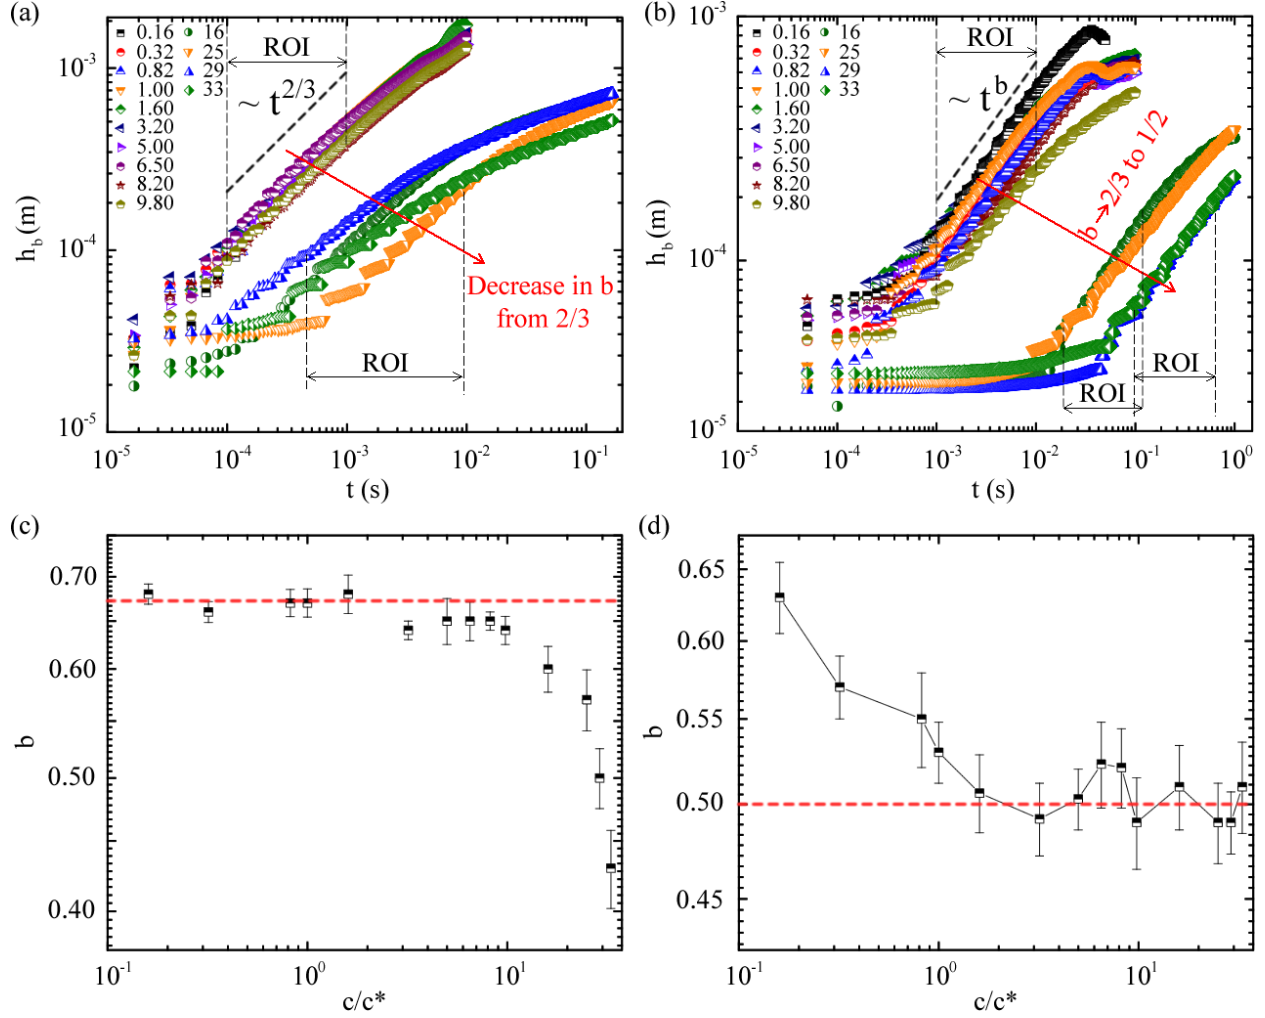 (a)
ROI
~ t^{2/3}
0.16 16
0.32 25
0.82 29
1.00 33
1.60
3.20
5.00
6.50
8.20
9.80
Decrease in b
from 2/3
ROI
10^{-3}
10^{-4}
10^{-5}
h_b (m)
10^{-5} 10^{-4} 10^{-3} 10^{-2} 10^{-1}
t (s)
(b)
ROI
~ t^b
0.16 16
0.32 25
0.82 29
1.00 33
1.60
3.20
5.00
6.50
8.20
9.80
b → 2/3 to 1/2
ROI
ROI
10^{-3}
10^{-4}
10^{-5}
h_b (m)
10^{-5} 10^{-4} 10^{-3} 10^{-2} 10^{-1} 10^0
t (s)
(c)
0.70
0.60
0.50
0.40
b
10^{-1} 10^0 10^1
c/c*
(d)
0.65
0.60
0.55
0.50
0.45
b
10^{-1} 10^0 10^1
c/c*